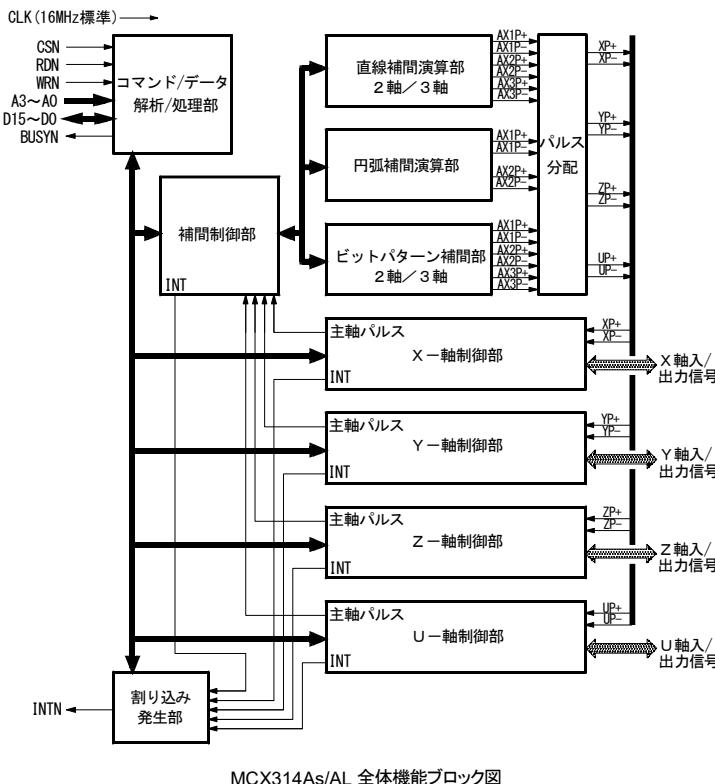 CLK(16MHz標準)
CSN
RDN
WRN
A3～A0
D15～D0
BUSYN
コマンド/データ
解析/処理部
直線補間演算部
２軸／３軸
AX1P+
AX1P-
AX2P+
AX2P-
AX3P+
AX3P-
円弧補間演算部
AX1P+
AX1P-
AX2P+
AX2P-
ビットパターン補間部
２軸／３軸
AX1P+
AX1P-
AX2P+
AX2P-
AX3P+
AX3P-
パルス
分配
XP+
XP-
YP+
YP-
ZP+
ZP-
UP+
UP-
補間制御部
INT
主軸パルス
Ｘ－軸制御部
INT
XP+
XP-
Ｘ軸入/
出力信号
主軸パルス
Ｙ－軸制御部
INT
YP+
YP-
Ｙ軸入/
出力信号
主軸パルス
Ｚ－軸制御部
INT
ZP+
ZP-
Ｚ軸入/
出力信号
主軸パルス
Ｕ－軸制御部
INT
UP+
UP-
Ｕ軸入/
出力信号
INTN
割り込み
発生部
MCX314As/AL 全体機能ブロック図